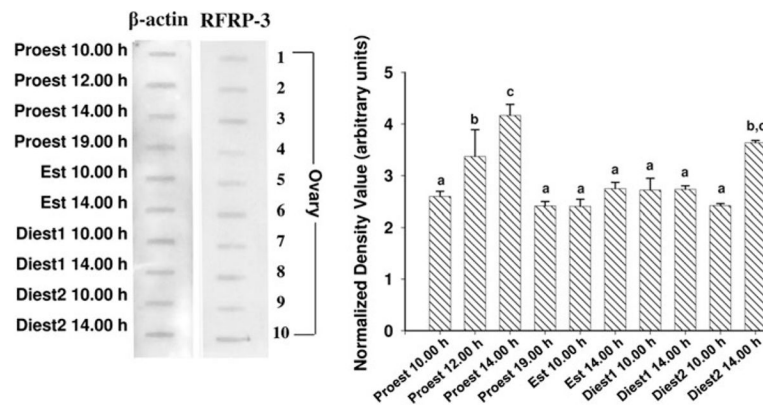 β-actin RFRP-3
Proest 10.00 h 1
Proest 12.00 h 2
Proest 14.00 h 3
Proest 19.00 h 4
Est 10.00 h 5
Est 14.00 h 6
Diest1 10.00 h 7
Diest1 14.00 h 8
Diest2 10.00 h 9
Diest2 14.00 h 10
Ovary
Normalized Density Value (arbitrary units)
5
4
3
2
1
0
a
b
c
a
a
a
a
a
a
b,c
Proest 10.00 h
Proest 12.00 h
Proest 14.00 h
Proest 19.00 h
Est 10.00 h
Est 14.00 h
Diest1 10.00 h
Diest1 14.00 h
Diest2 10.00 h
Diest2 14.00 h